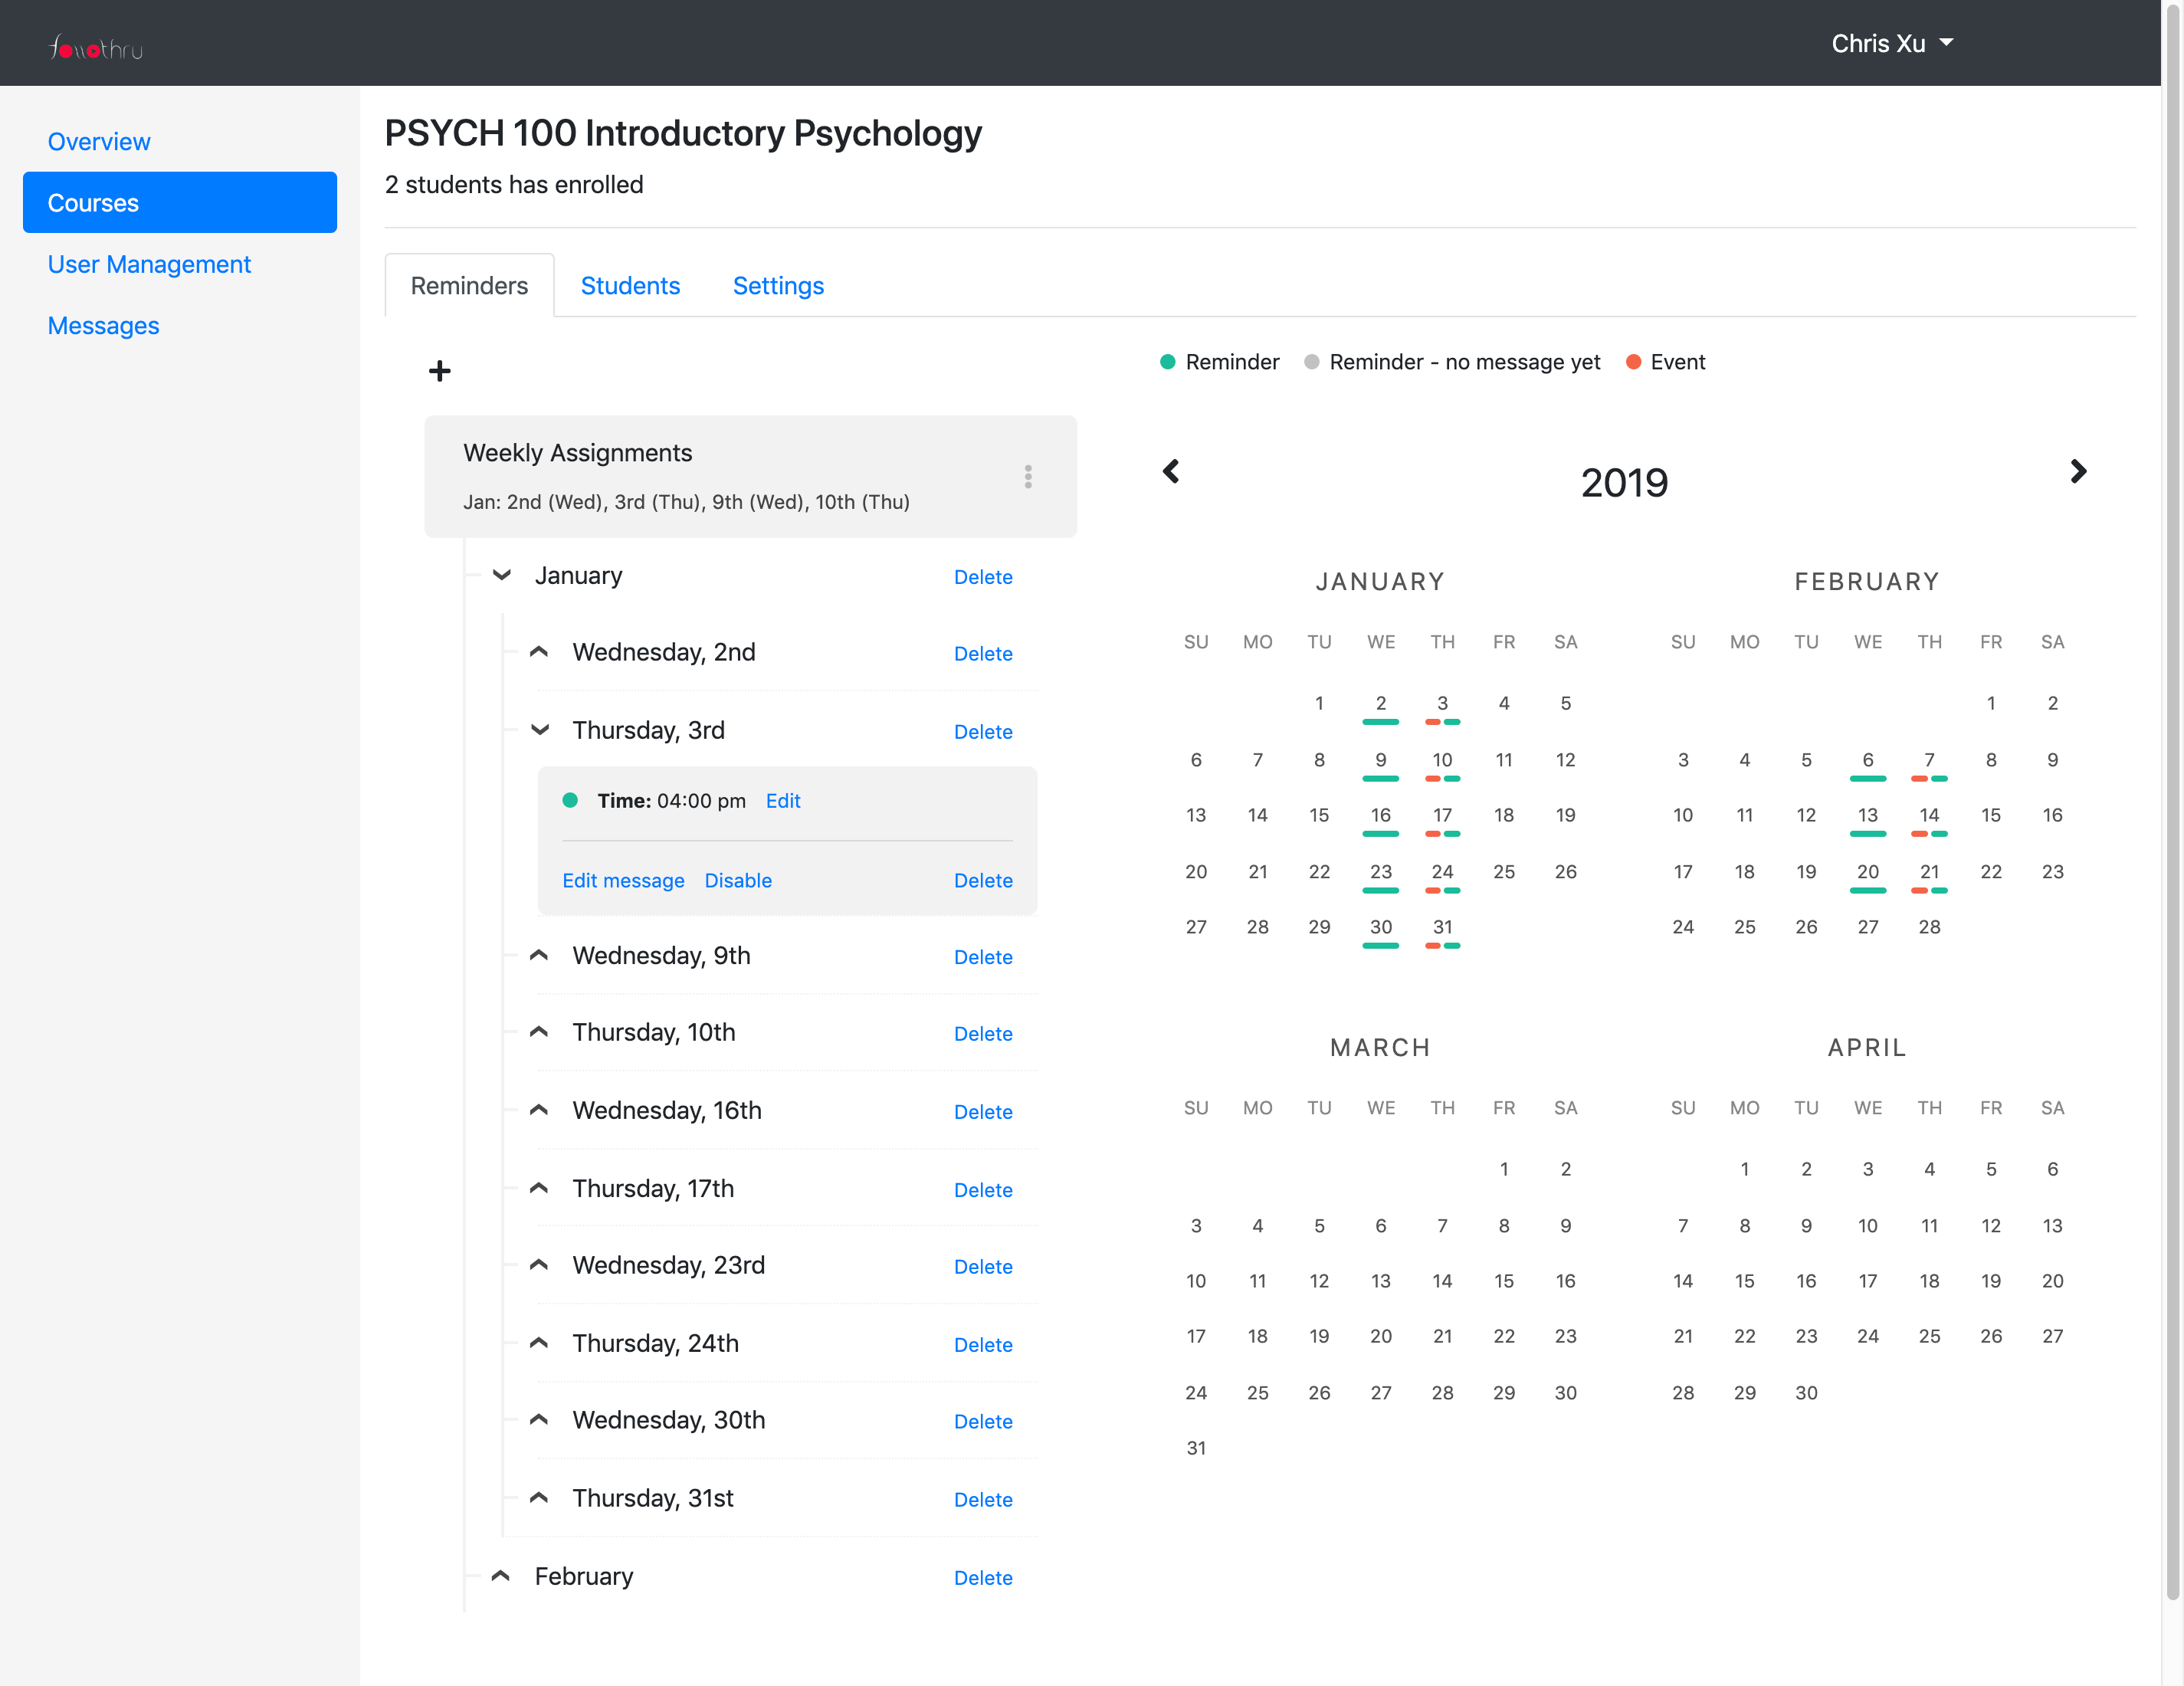 follothru
Chris Xu
Overview
Courses
User Management
Messages
PSYCH 100 Introductory Psychology
2 students has enrolled
Reminders Students Settings
Weekly Assignments
Jan: 2nd (Wed), 3rd (Thu), 9th (Wed), 10th (Thu)
January Delete
Wednesday, 2nd Delete
Thursday, 3rd Delete
Time: 04:00 pm Edit
Edit message Disable Delete
Wednesday, 9th Delete
Thursday, 10th Delete
Wednesday, 16th Delete
Thursday, 17th Delete
Wednesday, 23rd Delete
Thursday, 24th Delete
Wednesday, 30th Delete
Thursday, 31st Delete
February Delete
Reminder Reminder - no message yet Event
2019
JANUARY
SU MO TU WE TH FR SA
1 2 3 4 5
6 7 8 9 10 11 12
13 14 15 16 17 18 19
20 21 22 23 24 25 26
27 28 29 30 31
FEBRUARY
SU MO TU WE TH FR SA
1 2
3 4 5 6 7 8 9
10 11 12 13 14 15 16
17 18 19 20 21 22 23
24 25 26 27 28
MARCH
SU MO TU WE TH FR SA
1 2
3 4 5 6 7 8 9
10 11 12 13 14 15 16
17 18 19 20 21 22 23
24 25 26 27 28 29 30
31
APRIL
SU MO TU WE TH FR SA
1 2 3 4 5 6
7 8 9 10 11 12 13
14 15 16 17 18 19 20
21 22 23 24 25 26 27
28 29 30